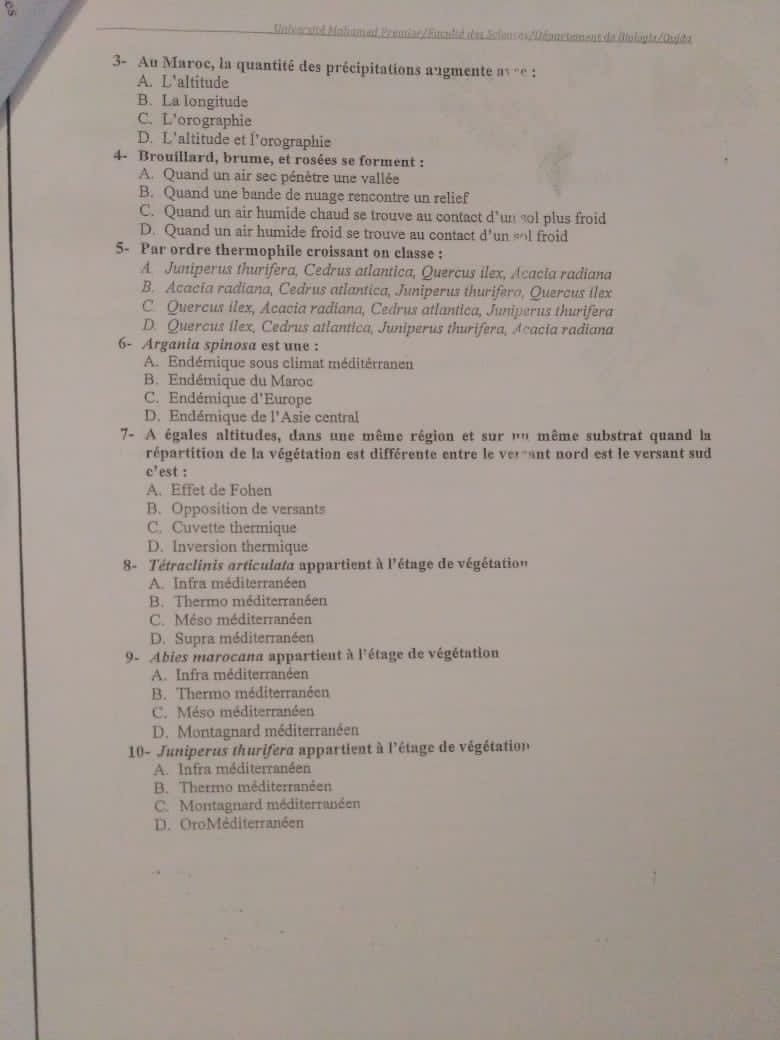 Université Mohamed Premier/Faculté des Sciences/Département de Biologie/Oujda
3- Au Maroc, la quantité des précipitations augmente avec :
A. L'altitude
B. La longitude
C. L'orographie
D. L'altitude et l'orographie
4- Brouillard, brume, et rosées se forment :
A. Quand un air sec pénètre une vallée
B. Quand une bande de nuage rencontre un relief
C. Quand un air humide chaud se trouve au contact d'un sol plus froid
D. Quand un air humide froid se trouve au contact d'un sol froid
5- Par ordre thermophile croissant on classe :
A. Juniperus thurifera, Cedrus atlantica, Quercus ilex, Acacia radiana
B. Acacia radiana, Cedrus atlantica, Juniperus thurifera, Quercus ilex
C. Quercus ilex, Acacia radiana, Cedrus atlantica, Juniperus thurifera
D. Quercus ilex, Cedrus atlantica, Juniperus thurifera, Acacia radiana
6- Argania spinosa est une :
A. Endémique sous climat méditérranen
B. Endémique du Maroc
C. Endémique d'Europe
D. Endémique de l'Asie central
7- A égales altitudes, dans une même région et sur un même substrat quand la
répartition de la végétation est différente entre le versant nord est le versant sud
c'est :
A. Effet de Fohen
B. Opposition de versants
C. Cuvette thermique
D. Inversion thermique
8- Tétraclinis articulata appartient à l'étage de végétation
A. Infra méditerranéen
B. Thermo méditerranéen
C. Méso méditerranéen
D. Supra méditerranéen
9- Abies marocana appartient à l'étage de végétation
A. Infra méditerranéen
B. Thermo méditerranéen
C. Méso méditerranéen
D. Montagnard méditerranéen
10- Juniperus thurifera appartient à l'étage de végétation
A. Infra méditerranéen
B. Thermo méditerranéen
C. Montagnard méditerranéen
D. OroMéditerranéen